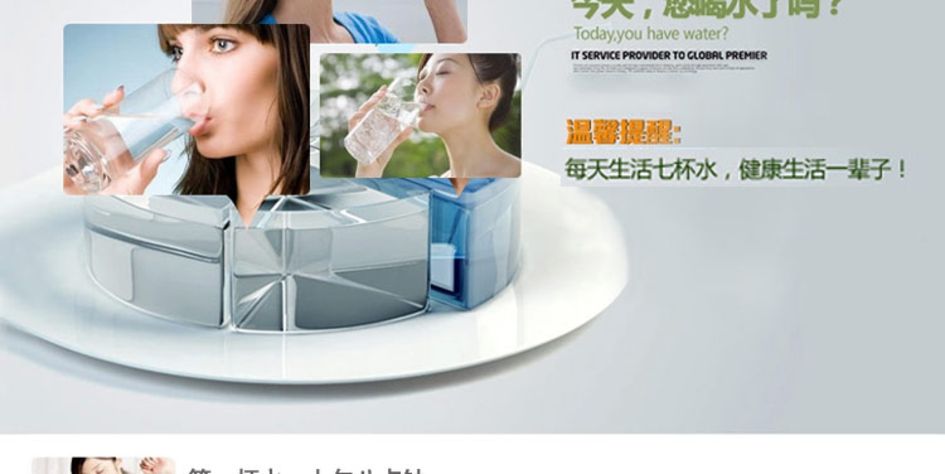 今天，您喝水了吗？
Today,you have water?
IT SERVICE PROVIDER TO GLOBAL PREMIER
温馨提醒:
每天生活七杯水，健康生活一辈子！